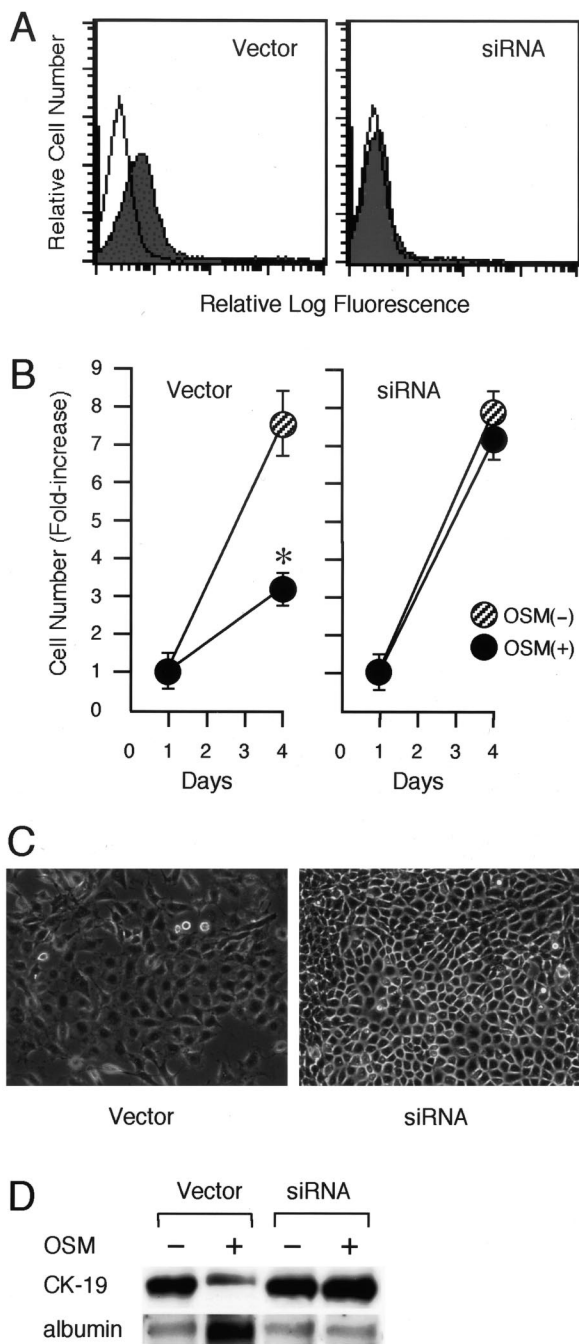 A
Relative Cell Number
Vector
siRNA
Relative Log Fluorescence
B
Cell Number (Fold-increase)
9
8
7
6
5
4
3
2
1
0
Vector
*
siRNA
OSM(−)
OSM(+)
0 1 2 3 4
0 1 2 3 4
Days
Days
C
Vector
siRNA
D
Vector
siRNA
OSM − + − +
CK-19
albumin